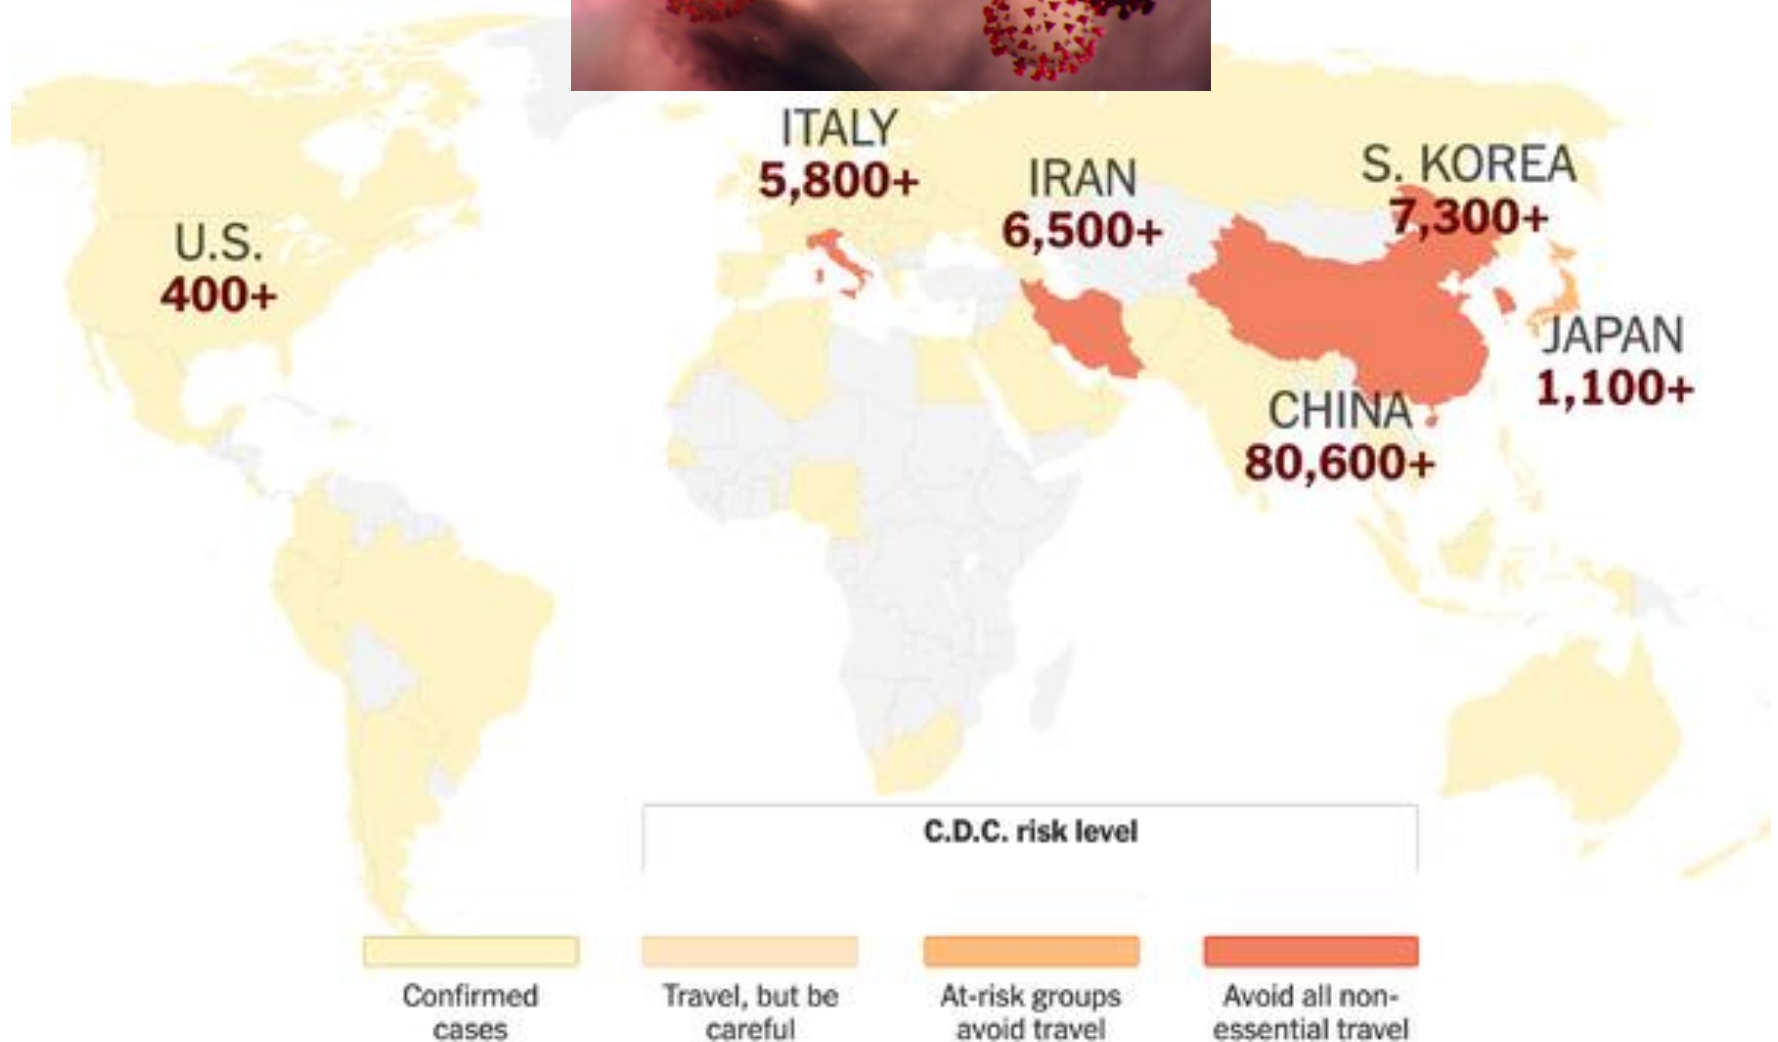 ITALY
5,800+
IRAN
6,500+
S. KOREA
7,300+
U.S.
400+
JAPAN
1,100+
CHINA
80,600+
C.D.C. risk level
Confirmed
cases
Travel, but be
careful
At-risk groups
avoid travel
Avoid all non-
essential travel